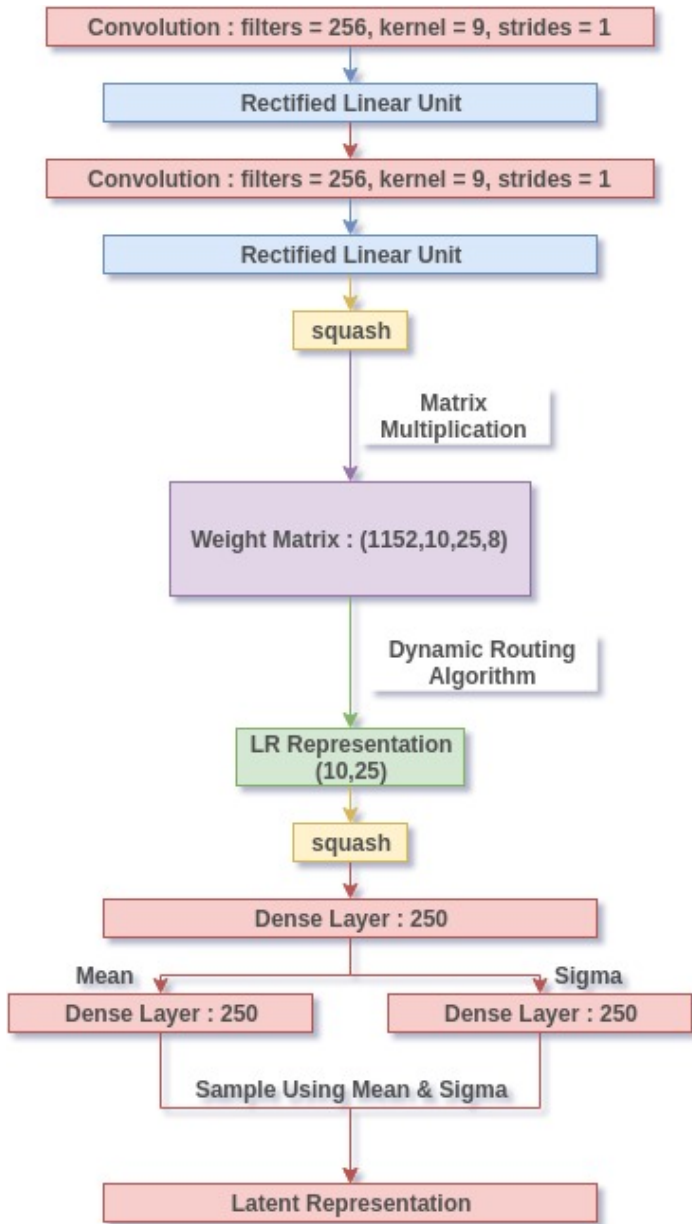 Convolution : filters = 256, kernel = 9, strides = 1
Rectified Linear Unit
Convolution : filters = 256, kernel = 9, strides = 1
Rectified Linear Unit
squash
Matrix
Multiplication
Weight Matrix : (1152,10,25,8)
Dynamic Routing
Algorithm
LR Representation
(10,25)
squash
Dense Layer : 250
Mean
Sigma
Dense Layer : 250
Dense Layer : 250
Sample Using Mean & Sigma
Latent Representation